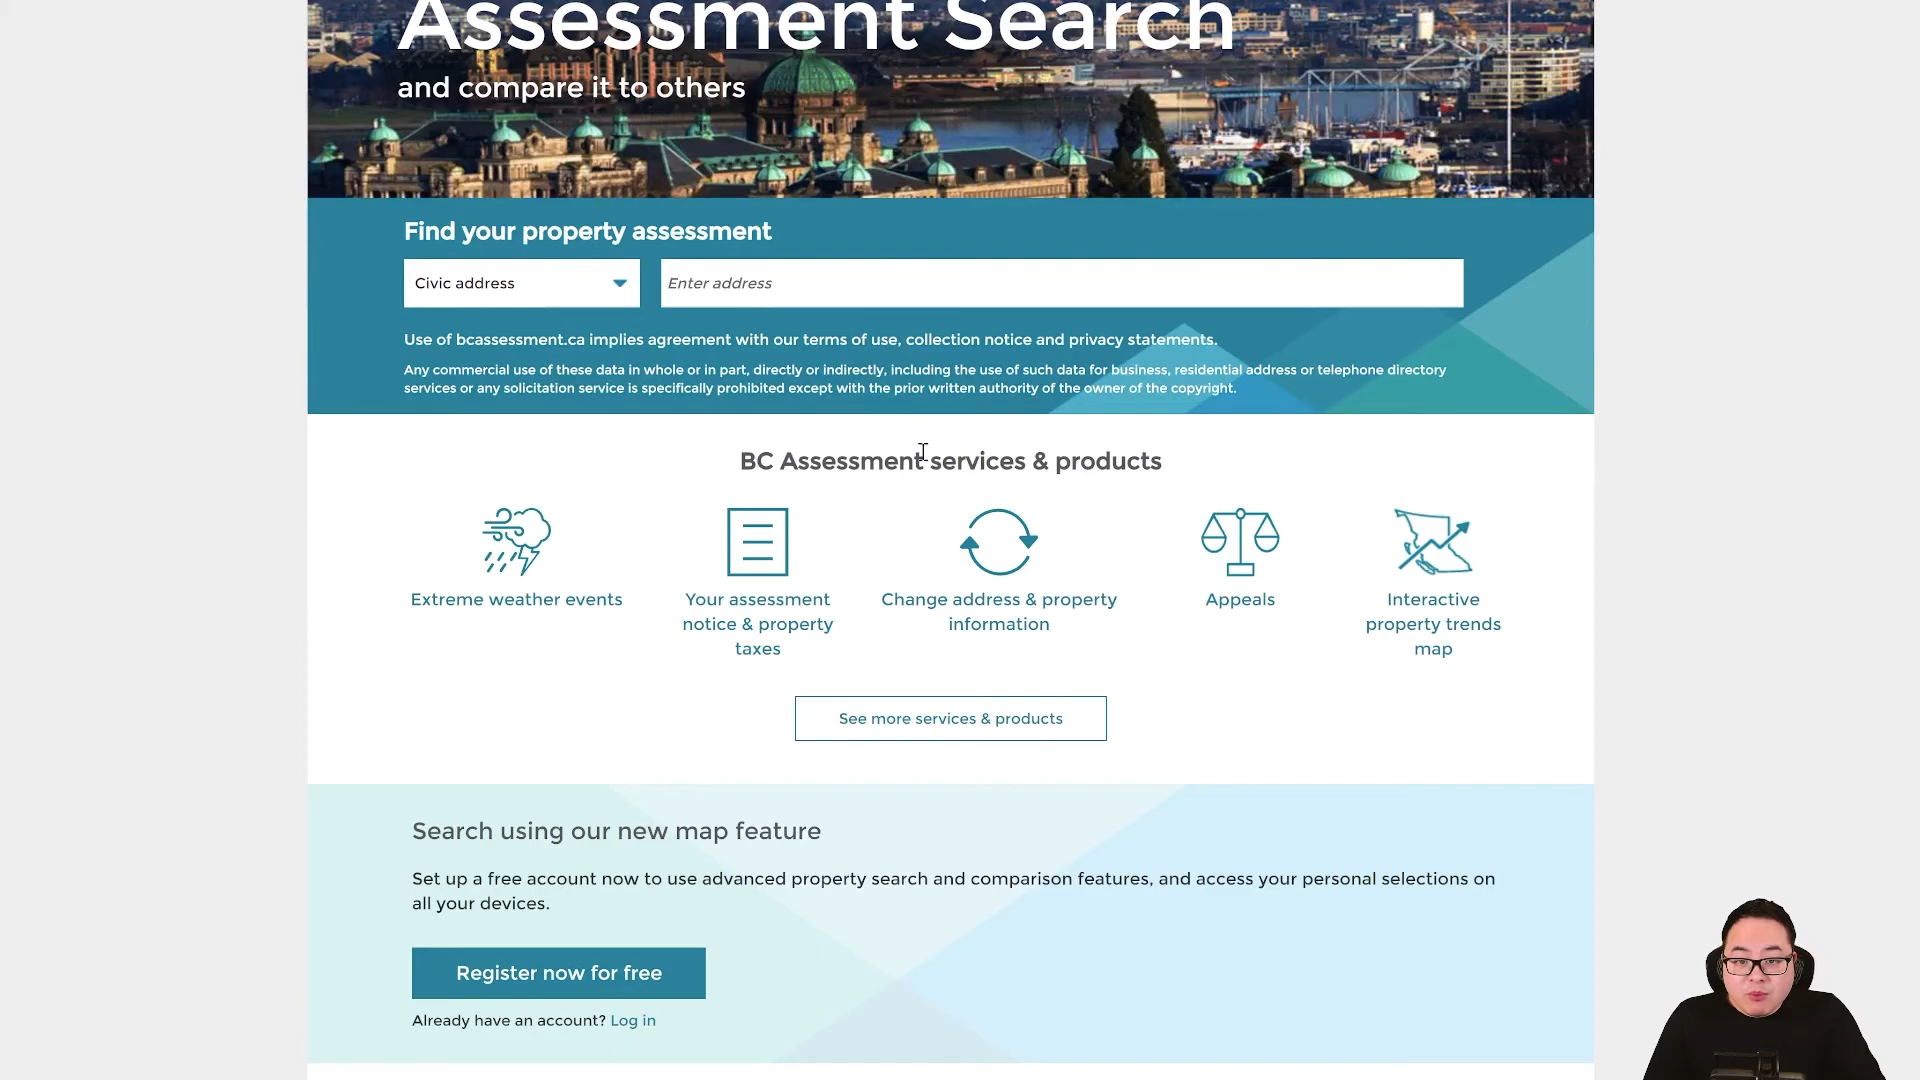 Assessment Search
and compare it to others
Find your property assessment
Civic address
Enter address
Use of bcassessment.ca implies agreement with our terms of use, collection notice and privacy statements.
Any commercial use of these data in whole or in part, directly or indirectly, including the use of such data for business, residential address or telephone directory
services or any solicitation service is specifically prohibited except with the prior written authority of the owner of the copyright.
BC Assessment services & products
Extreme weather events
Your assessment
notice & property
taxes
Change address & property
information
Appeals
Interactive
property trends
map
See more services & products
Search using our new map feature
Set up a free account now to use advanced property search and comparison features, and access your personal selections on
all your devices.
Register now for free
Already have an account? Log in